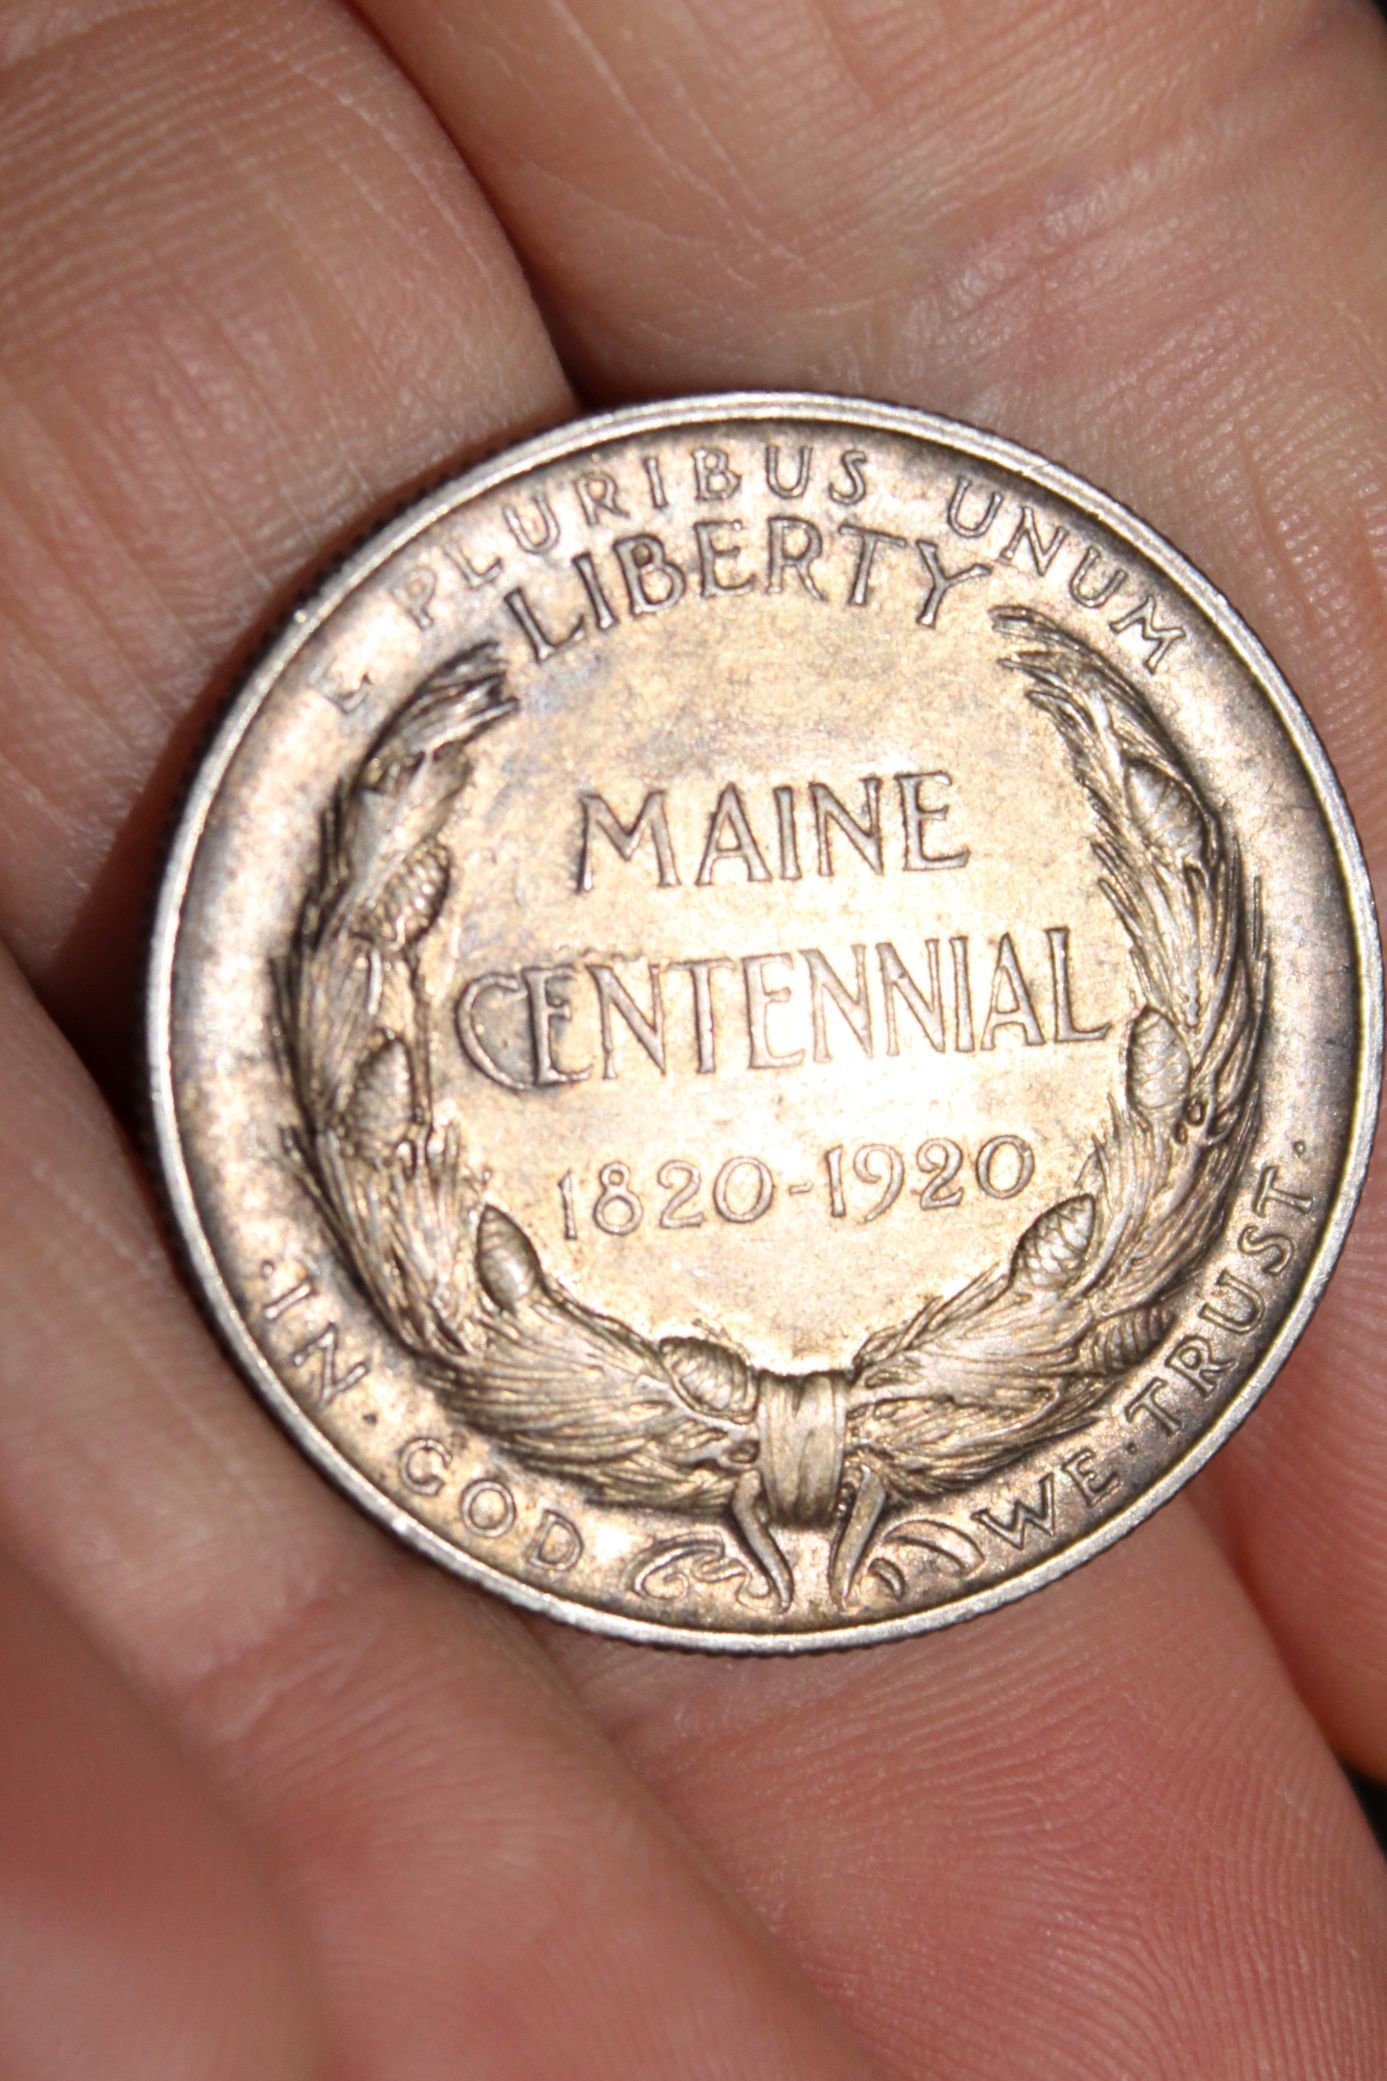 E PLURIBUS UNUM
LIBERTY
MAINE
CENTENNIAL
1820-1920
·IN·GOD WE·TRUST·